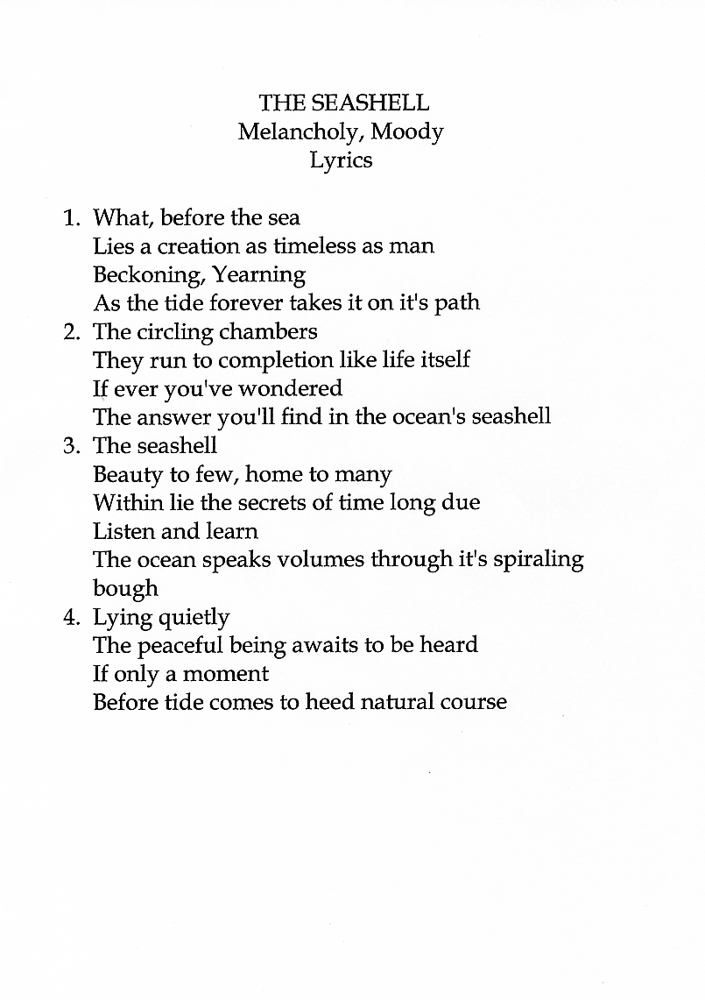 THE SEASHELL
Melancholy, Moody
Lyrics
1. What, before the sea
Lies a creation as timeless as man
Beckoning, Yearning
As the tide forever takes it on it's path
2. The circling chambers
They run to completion like life itself
If ever you've wondered
The answer you'll find in the ocean's seashell
3. The seashell
Beauty to few, home to many
Within lie the secrets of time long due
Listen and learn
The ocean speaks volumes through it's spiraling
bough
4. Lying quietly
The peaceful being awaits to be heard
If only a moment
Before tide comes to heed natural course